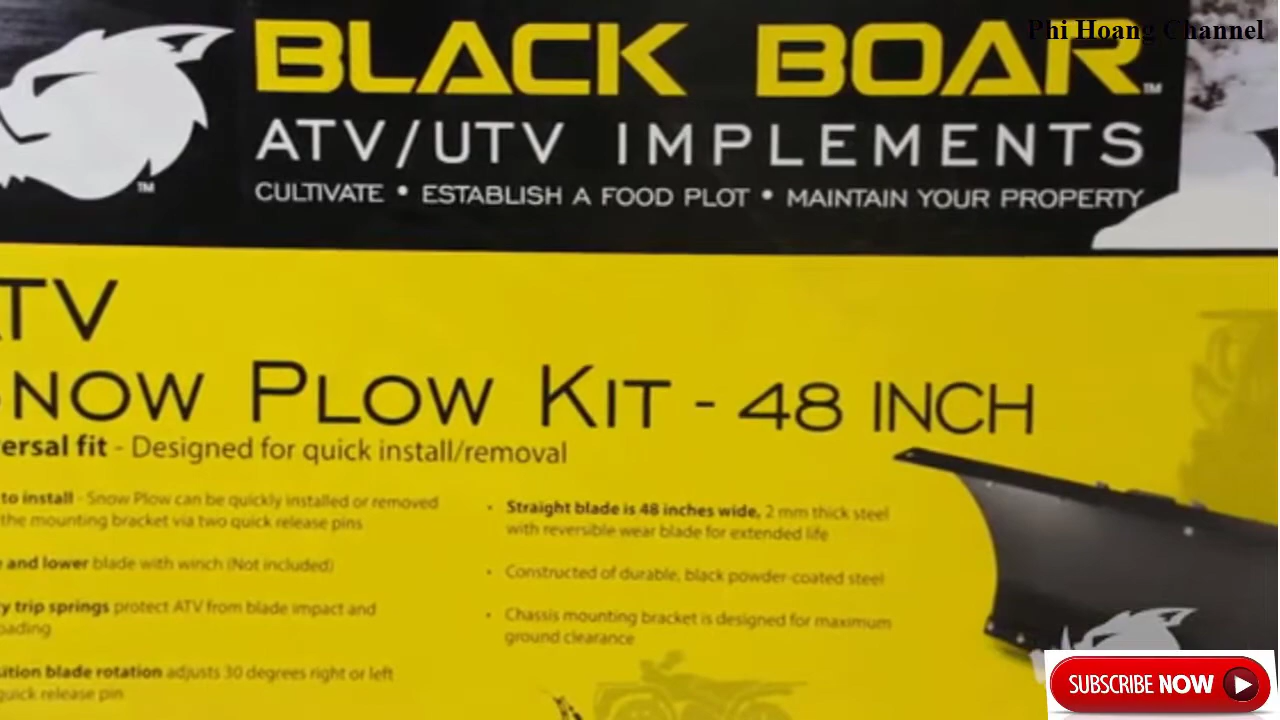 Phi Hoang Channel
BLACK BOAR™
ATV/UTV IMPLEMENTS
CULTIVATE • ESTABLISH A FOOD PLOT • MAINTAIN YOUR PROPERTY
TM
TV
NOW PLOW KIT - 48 INCH
ersal fit - Designed for quick install/removal
to install - Snow Plow can be quickly installed or removed
the mounting bracket via two quick release pins
and lower blade with winch (Not included)
y trip springs protect ATV from blade impact and
oading
ition blade rotation adjusts 30 degrees right or left
quick release pin
• Straight blade is 48 inches wide, 2 mm thick steel
with reversible wear blade for extended life
• Constructed of durable, black powder-coated steel
• Chassis mounting bracket is designed for maximum
ground clearance
SUBSCRIBE NOW